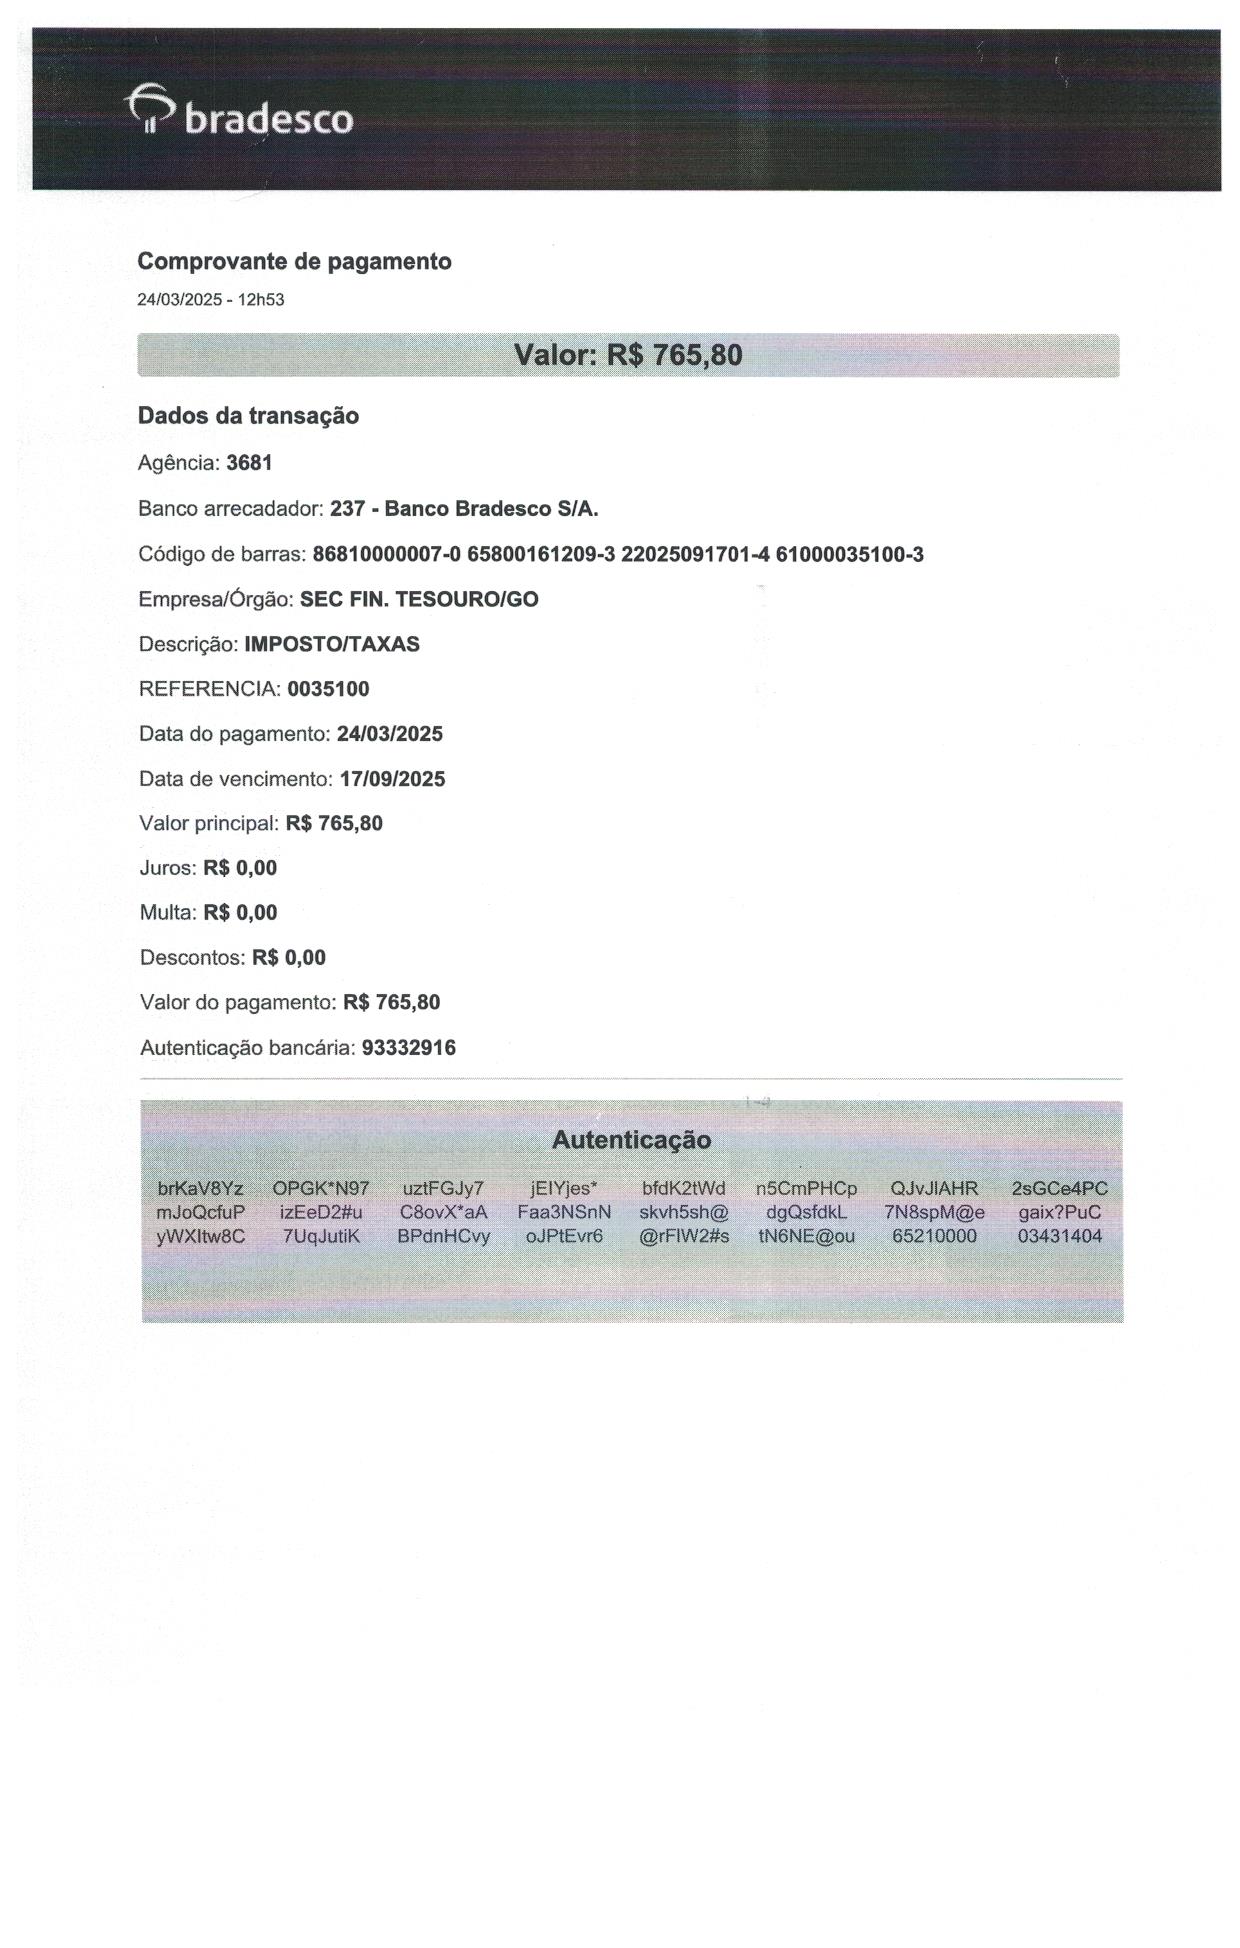 bradesco
Comprovante de pagamento
24/03/2025 - 12h53
Valor: R$ 765,80
Dados da transação
Agência: 3681
Banco arrecadador: 237 - Banco Bradesco S/A.
Código de barras: 86810000007-0 65800161209-3 22025091701-4 61000035100-3
Empresa/Órgão: SEC FIN. TESOURO/GO
Descrição: IMPOSTO/TAXAS
REFERENCIA: 0035100
Data do pagamento: 24/03/2025
Data de vencimento: 17/09/2025
Valor principal: R$ 765,80
Juros: R$ 0,00
Multa: R$ 0,00
Descontos: R$ 0,00
Valor do pagamento: R$ 765,80
Autenticação bancária: 93332916
Autenticação
brKaV8Yz OPGK*N97 uztFGJy7 jEIYjes* bfdK2tWd n5CmPHCp QJvJIAHR 2sGCe4PC
mJoQcfuP izEeD2#u C8ovX*aA Faa3NSnN skvh5sh@ dgQsfdkL 7N8spM@e gaix?PuC
yWXItw8C 7UqJutiK BPdnHCvy oJPtEvr6 @rFIW2#s tN6NE@ou 65210000 03431404